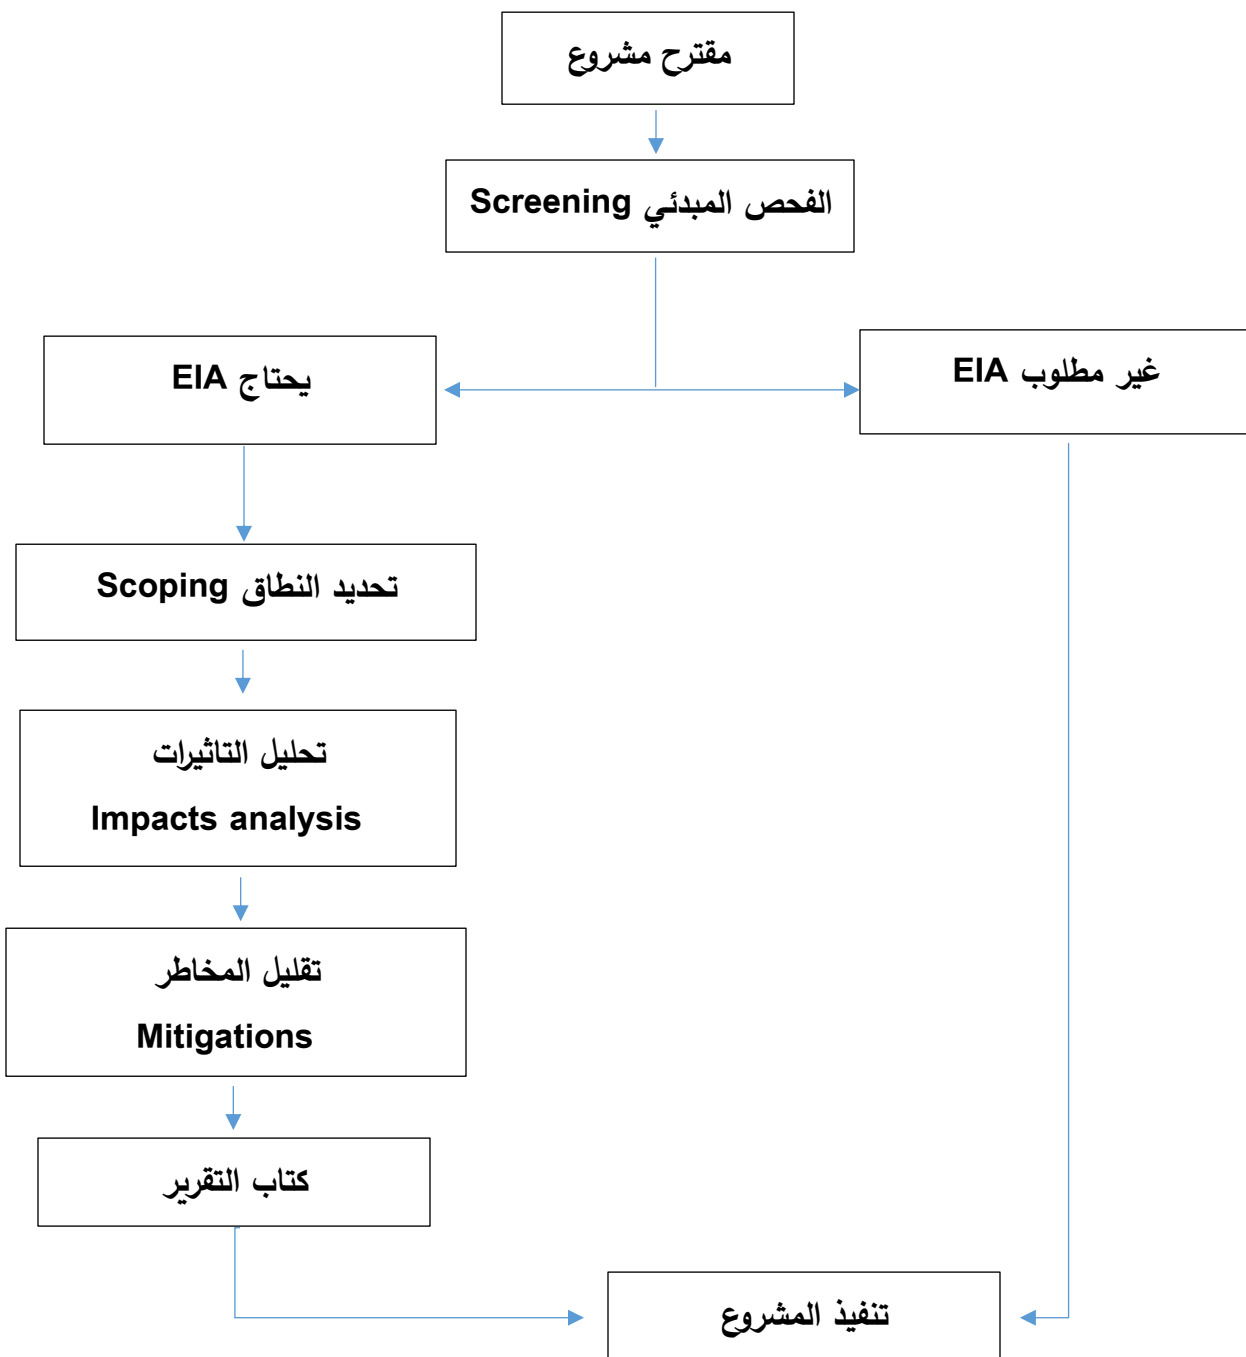 مقترح مشروع
الفحص المبدئي Screening
غير مطلوب EIA
يحتاج EIA
تحديد النطاق Scoping
تحليل التاثيرات
Impacts analysis
تقليل المخاطر
Mitigations
كتاب التقرير
تنفيذ المشروع